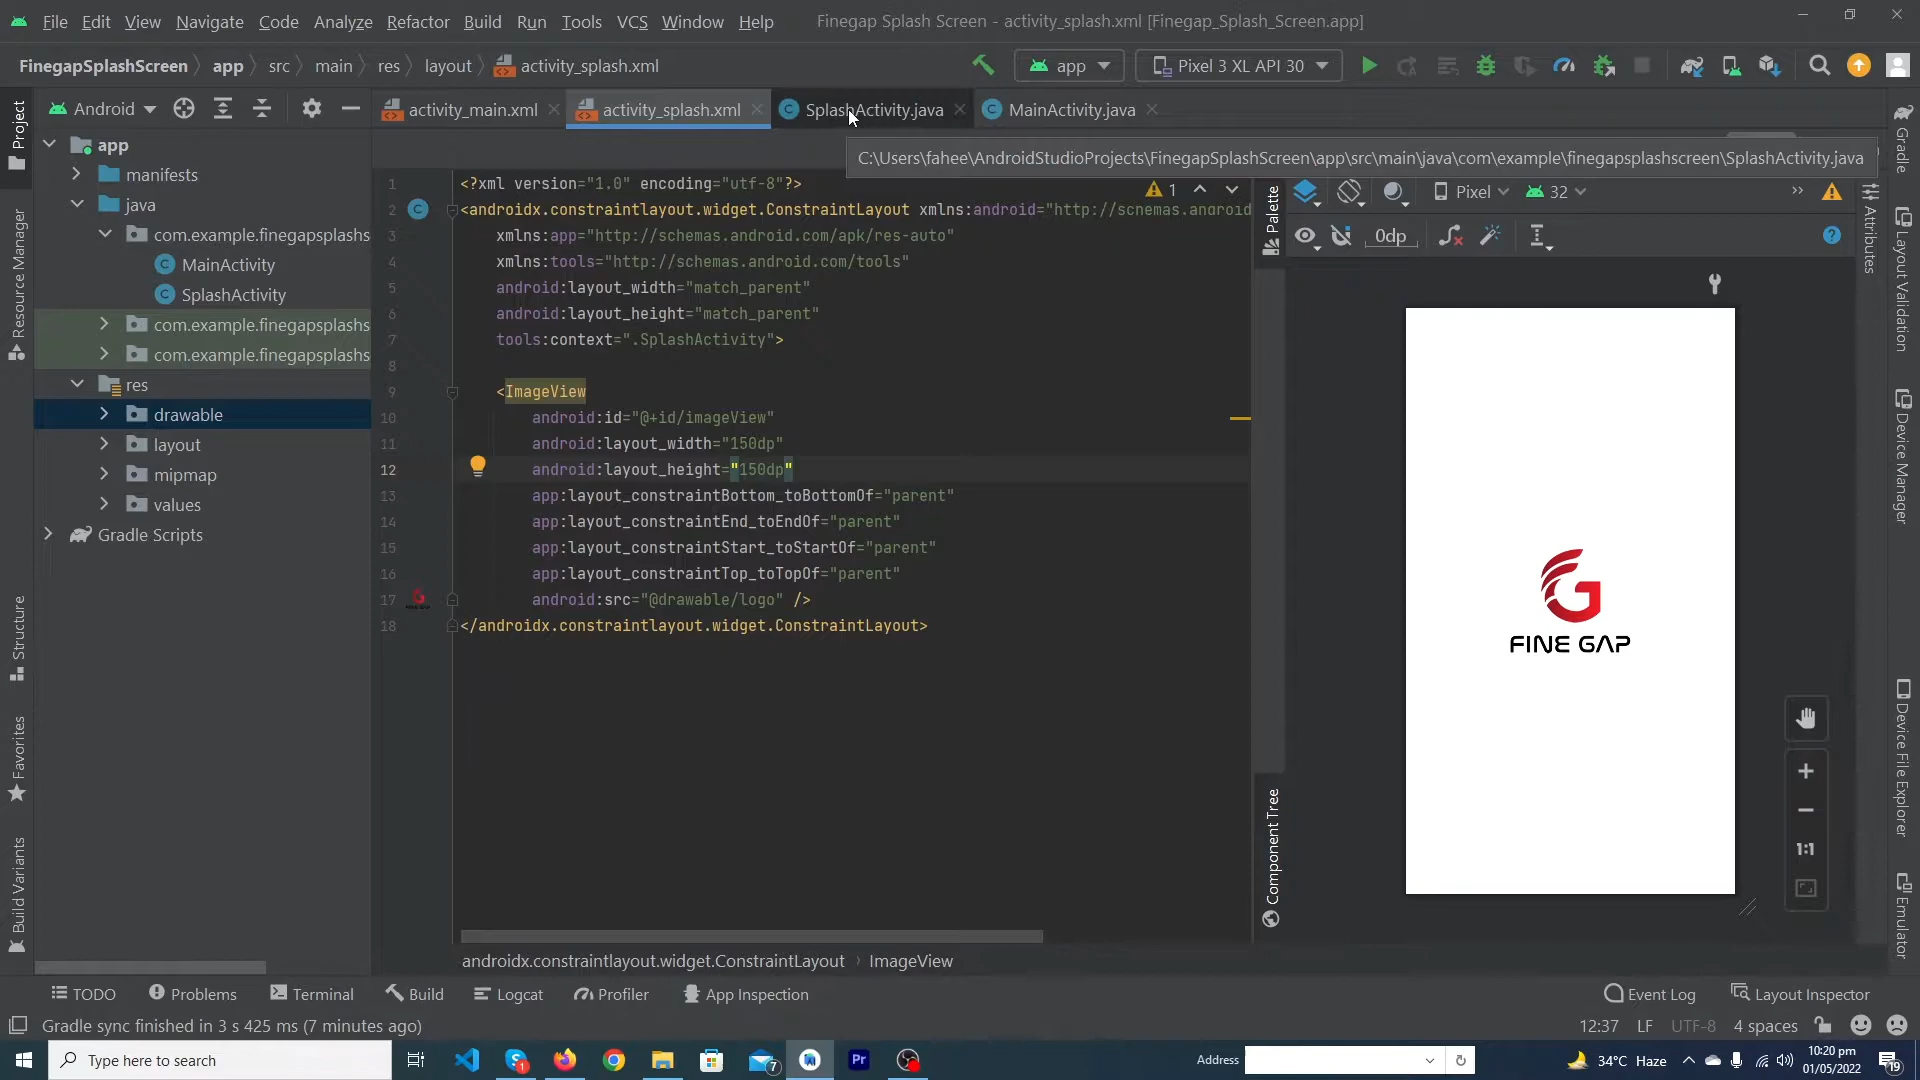 File Edit View Navigate Code Analyze Refactor Build Run Tools VCS Window Help Finegap Splash Screen - activity_splash.xml [Finegap_Splash_Screen.app]
FinegapSplashScreen app src main res layout activity_splash.xml app Pixel 3 XL API 30
Android activity_main.xml activity_splash.xml SplashActivity.java MainActivity.java
C:\Users\fahee\AndroidStudioProjects\FinegapSplashScreen\app\src\main\java\com\example\finegapsplashscreen\SplashActivity.java
Project
Resource Manager
Structure
Favorites
Build Variants
app
manifests
java
com.example.finegapsplashs
MainActivity
SplashActivity
com.example.finegapsplashs
com.example.finegapsplashs
res
drawable
layout
mipmap
values
Gradle Scripts
1 <?xml version="1.0" encoding="utf-8"?>
2 <androidx.constraintlayout.widget.ConstraintLayout xmlns:android="http://schemas.android
3 xmlns:app="http://schemas.android.com/apk/res-auto"
4 xmlns:tools="http://schemas.android.com/tools"
5 android:layout_width="match_parent"
6 android:layout_height="match_parent"
7 tools:context=".SplashActivity">
8
9 <ImageView
10 android:id="@+id/imageView"
11 android:layout_width="150dp"
12 android:layout_height="150dp"
13 app:layout_constraintBottom_toBottomOf="parent"
14 app:layout_constraintEnd_toEndOf="parent"
15 app:layout_constraintStart_toStartOf="parent"
16 app:layout_constraintTop_toTopOf="parent"
17 android:src="@drawable/logo" />
18 </androidx.constraintlayout.widget.ConstraintLayout>
1
Palette
Component Tree
Pixel 32
0dp
FINE GAP
1:1
Attributes
Gradle
Layout Validation
Device Manager
Device File Explorer
Emulator
androidx.constraintlayout.widget.ConstraintLayout ImageView
TODO Problems Terminal Build Logcat Profiler App Inspection Event Log Layout Inspector
Gradle sync finished in 3 s 425 ms (7 minutes ago) 12:37 LF UTF-8 4 spaces
Type here to search 1 7 Pr Address 34°C Haze 10:20 pm
01/05/2022 19